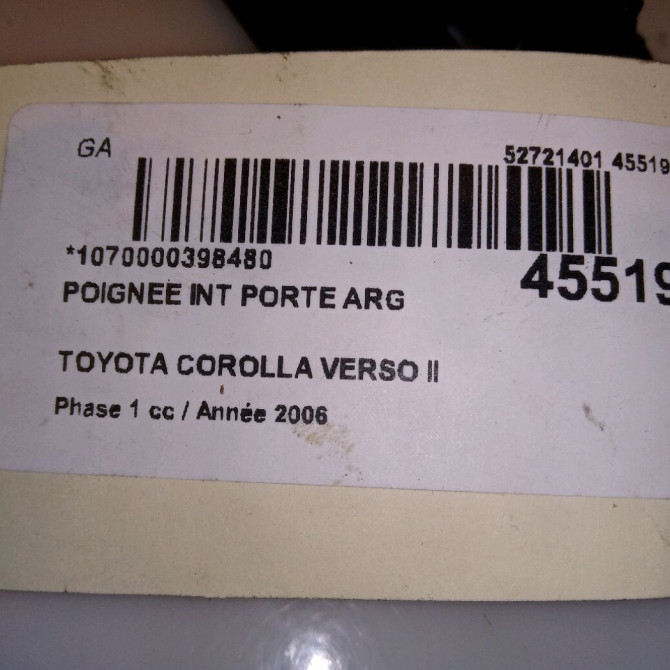 GA
52721401 45519
*1070000398480
45519
POIGNEE INT PORTE ARG
TOYOTA COROLLA VERSO II
Phase 1 cc / Année 2006